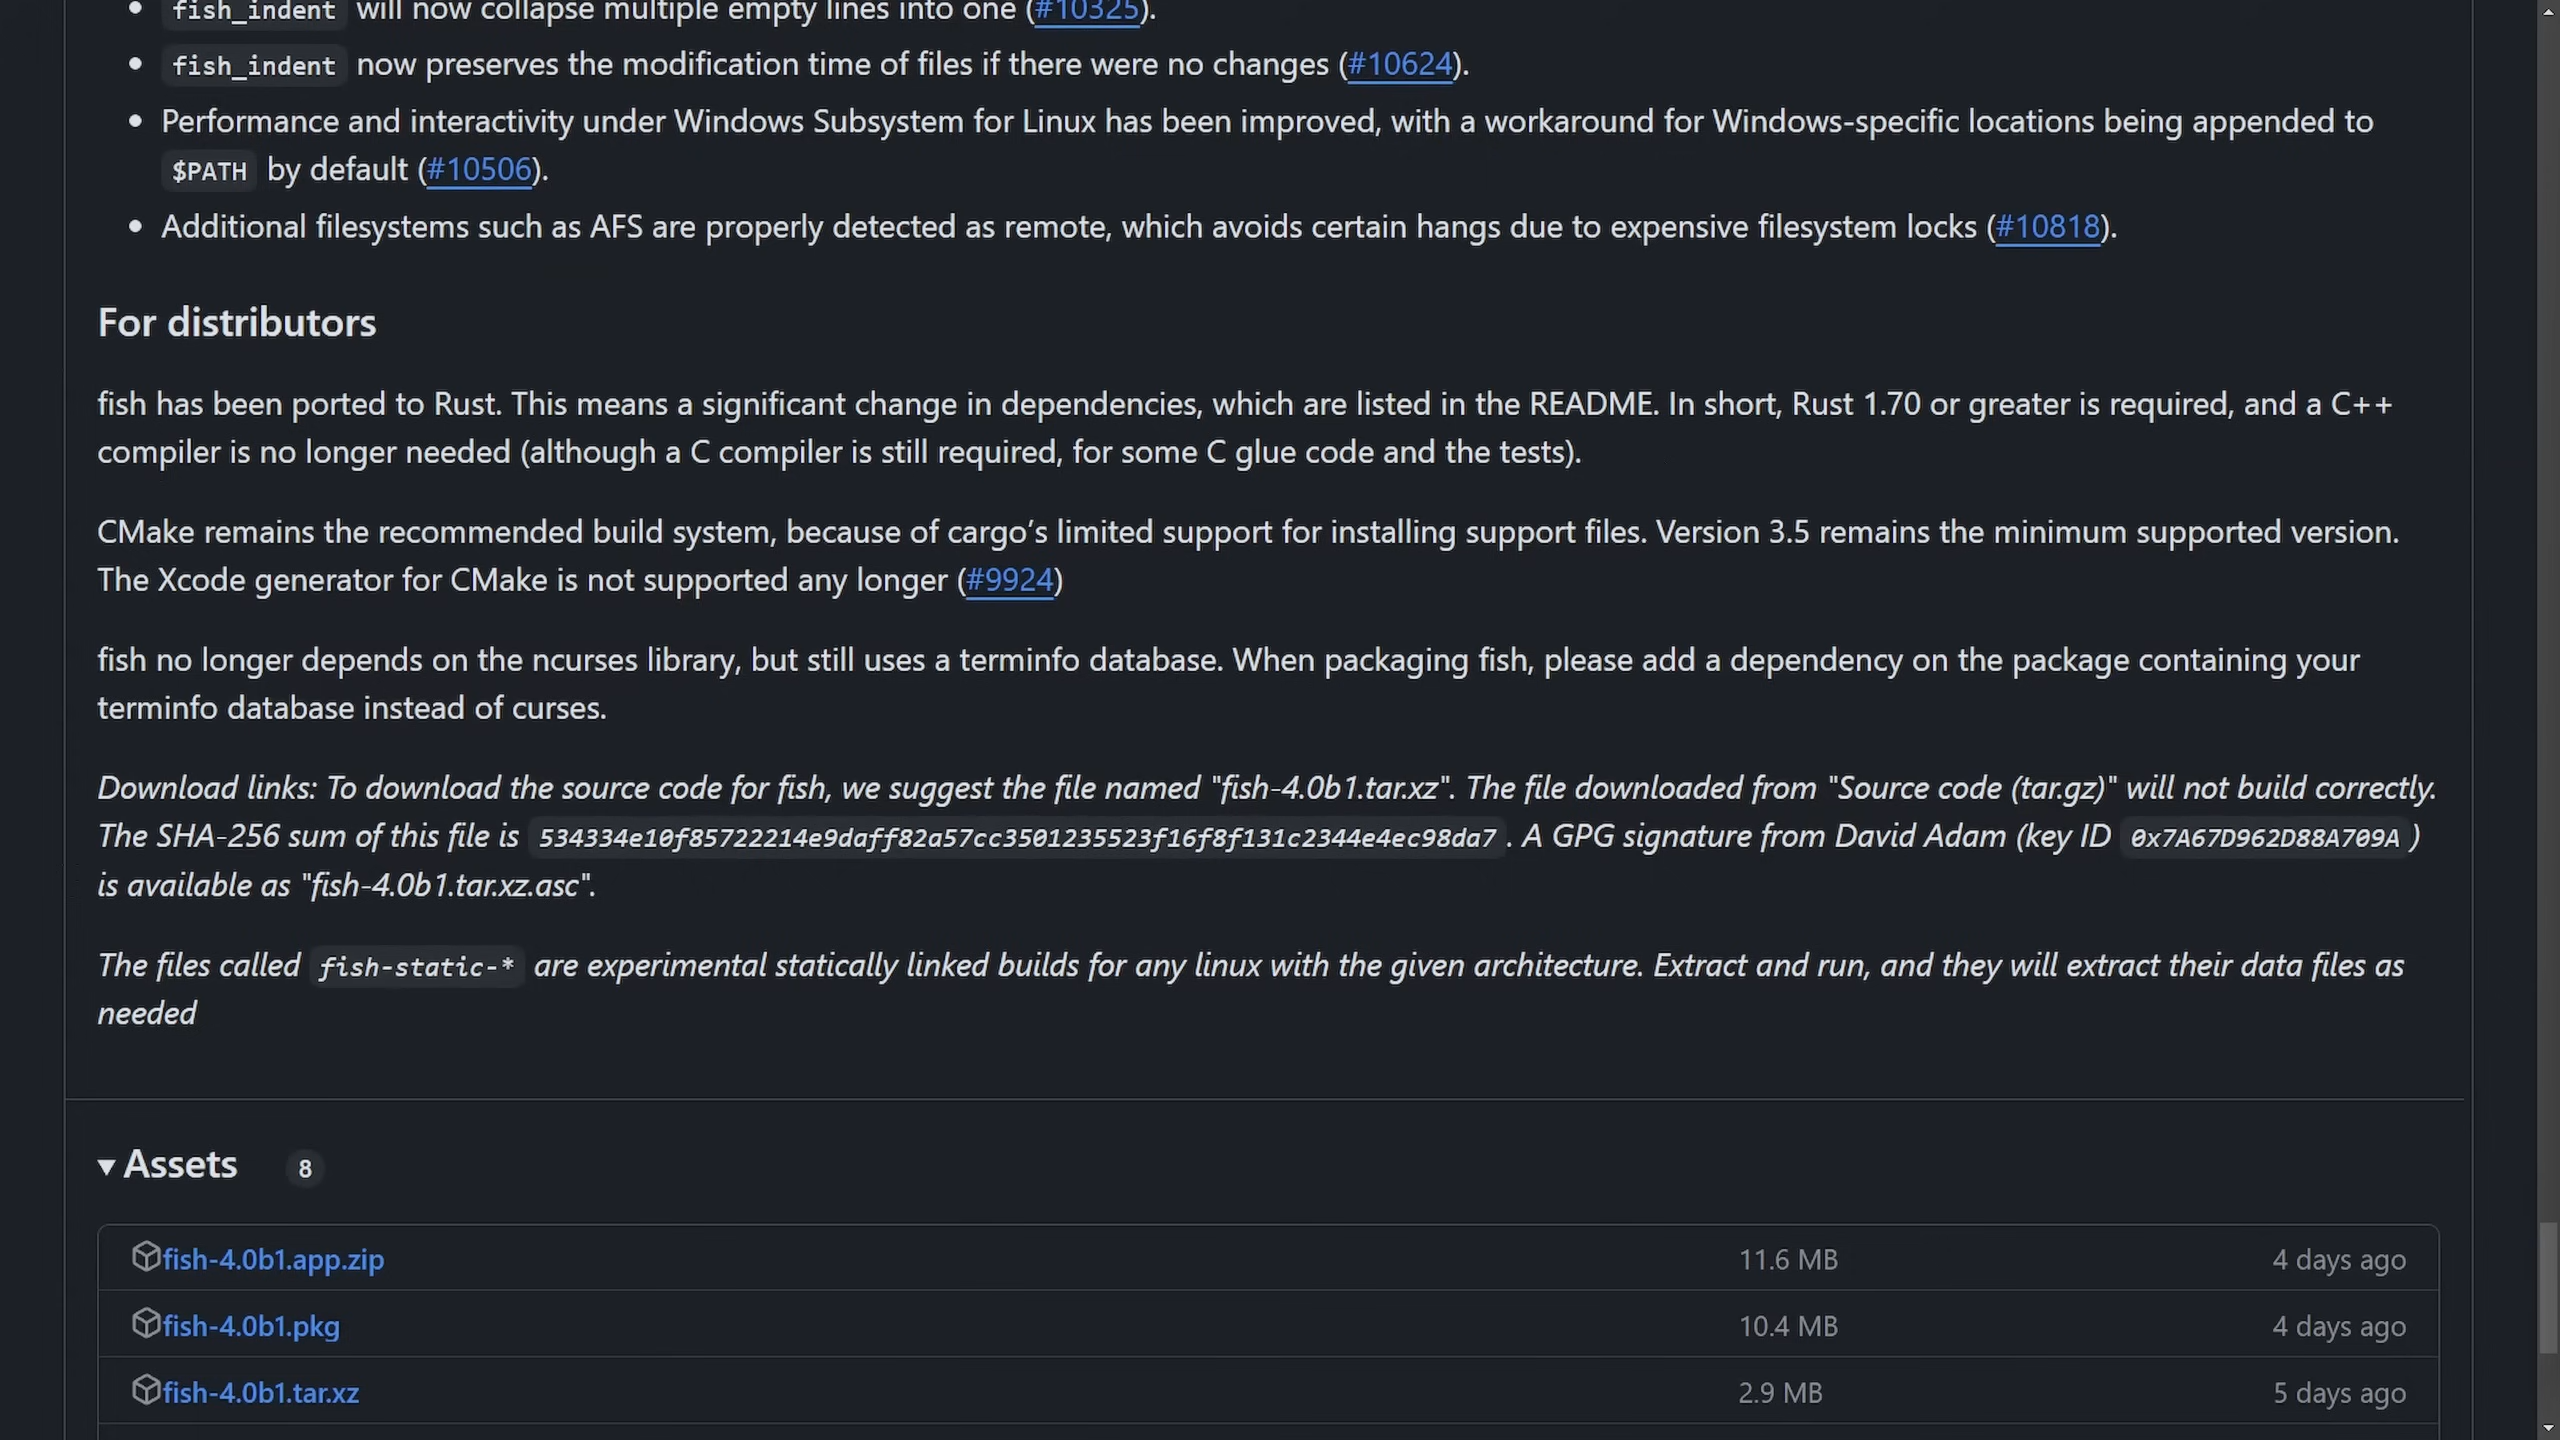 fish_indent will now collapse multiple empty lines into one (#10325).
fish_indent now preserves the modification time of files if there were no changes (#10624).
Performance and interactivity under Windows Subsystem for Linux has been improved, with a workaround for Windows-specific locations being appended to
$PATH by default (#10506).
Additional filesystems such as AFS are properly detected as remote, which avoids certain hangs due to expensive filesystem locks (#10818).
For distributors
fish has been ported to Rust. This means a significant change in dependencies, which are listed in the README. In short, Rust 1.70 or greater is required, and a C++
compiler is no longer needed (although a C compiler is still required, for some C glue code and the tests).
CMake remains the recommended build system, because of cargo’s limited support for installing support files. Version 3.5 remains the minimum supported version.
The Xcode generator for CMake is not supported any longer (#9924)
fish no longer depends on the ncurses library, but still uses a terminfo database. When packaging fish, please add a dependency on the package containing your
terminfo database instead of curses.
Download links: To download the source code for fish, we suggest the file named "fish-4.0b1.tar.xz". The file downloaded from "Source code (tar.gz)" will not build correctly.
The SHA-256 sum of this file is 534334e10f85722214e9daff82a57cc3501235523f16f8f131c2344e4ec98da7 . A GPG signature from David Adam (key ID 0x7A67D962D88A709A )
is available as "fish-4.0b1.tar.xz.asc".
The files called fish-static-* are experimental statically linked builds for any linux with the given architecture. Extract and run, and they will extract their data files as
needed
Assets 8
fish-4.0b1.app.zip 11.6 MB 4 days ago
fish-4.0b1.pkg 10.4 MB 4 days ago
fish-4.0b1.tar.xz 2.9 MB 5 days ago